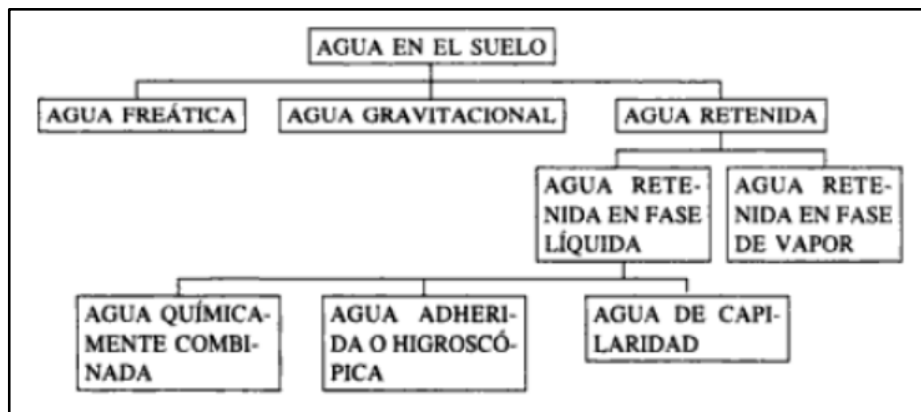 AGUA EN EL SUELO
AGUA FREÁTICA
AGUA GRAVITACIONAL
AGUA RETENIDA
AGUA RETE-
NIDA EN FASE
LÍQUIDA
AGUA RETE-
NIDA EN FASE
DE VAPOR
AGUA QUÍMICA-
MENTE COMBI-
NADA
AGUA ADHERI-
DA O HIGROSCÓ-
PICA
AGUA DE CAPI-
LARIDAD